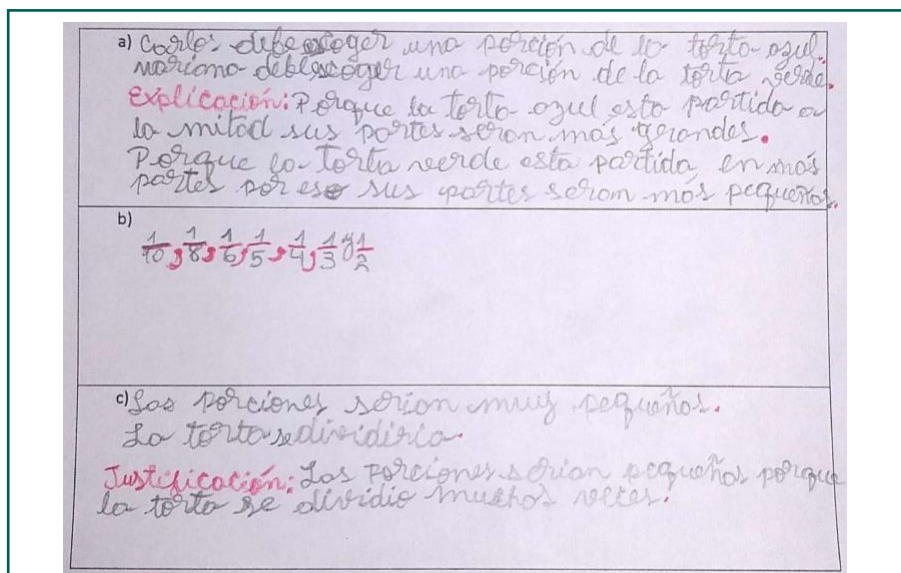 a) Carlos debe escoger una porción de la torta azul.
mariana debe escoger una porción de la torta verde.
Explicación: Porque la torta azul esta partida a
la mitad sus partes seran más grandes.
Porque la torta verde esta partida en más
partes por eso sus partes seram más pequeñas.
b)
1/10, 1/8, 1/6, 1/5, 1/4, 1/3 y 1/2
c) Las porciones serian muy pequeñas.
La torta se dividiria.
Justificación: Las porciones serian pequeñas porque
la torta se dividio muchas veces.